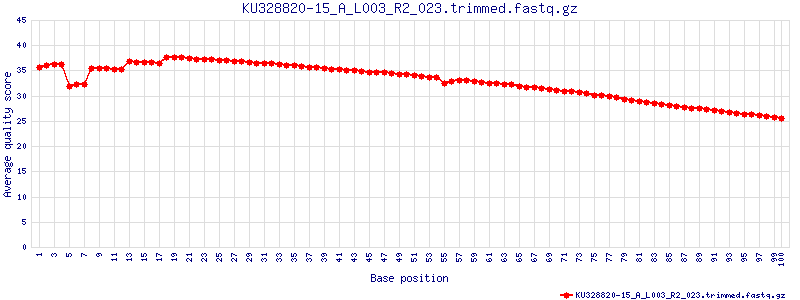 KU328820-15_A_L003_R2_023.trimmed.fastq.gz
45
40
35
30
25
20
15
10
5
0
Average quality score
1 3 5 7 9 11 13 15 17 19 21 23 25 27 29 31 33 35 37 39 41 43 45 47 49 51 53 55 57 59 61 63 65 67 69 71 73 75 77 79 81 83 85 87 89 91 93 95 97 99 100
Base position
KU328820-15_A_L003_R2_023.trimmed.fastq.gz